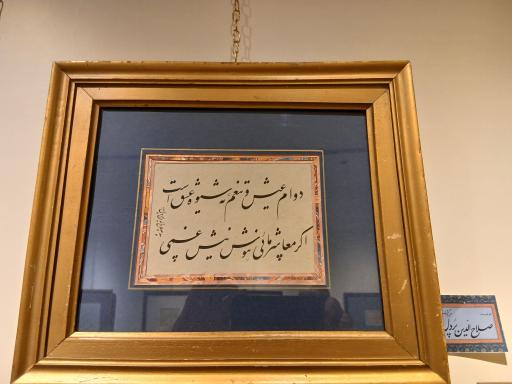 دوام عیش و تنعم نه شیوه عشق است
اگر معاشر مائی بنوش نیش غمی
صلاح الدین